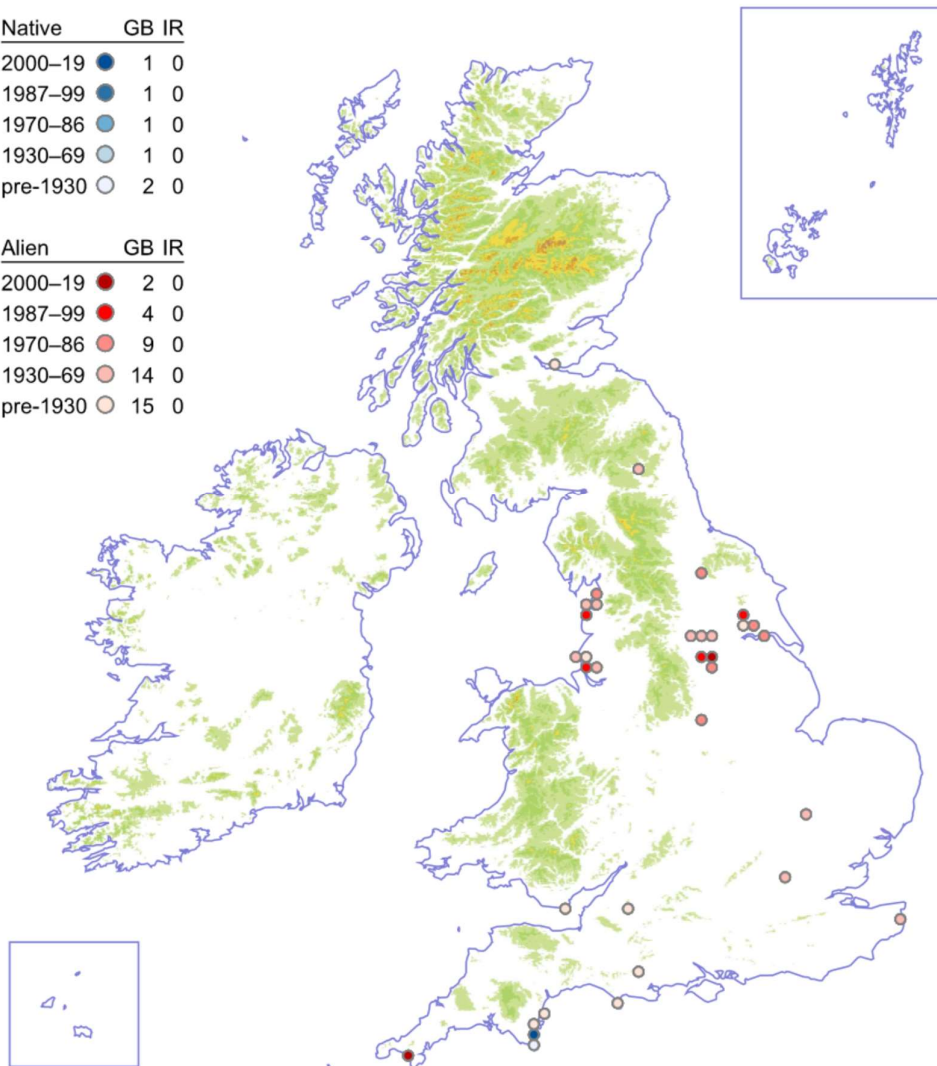 Native GB IR
2000–19 1 0
1987–99 1 0
1970–86 1 0
1930–69 1 0
pre-1930 2 0
Alien GB IR
2000–19 2 0
1987–99 4 0
1970–86 9 0
1930–69 14 0
pre-1930 15 0